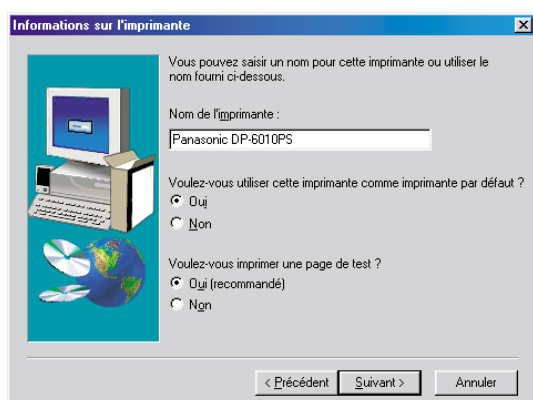 Informations sur l'imprimante
Vous pouvez saisir un nom pour cette imprimante ou utiliser le
nom fourni ci-dessous.
Nom de l'imprimante :
Panasonic DP-6010PS
Voulez-vous utiliser cette imprimante comme imprimante par défaut ?
Oui
Non
Voulez-vous imprimer une page de test ?
Oui (recommandé)
Non
< Précédent
Suivant >
Annuler